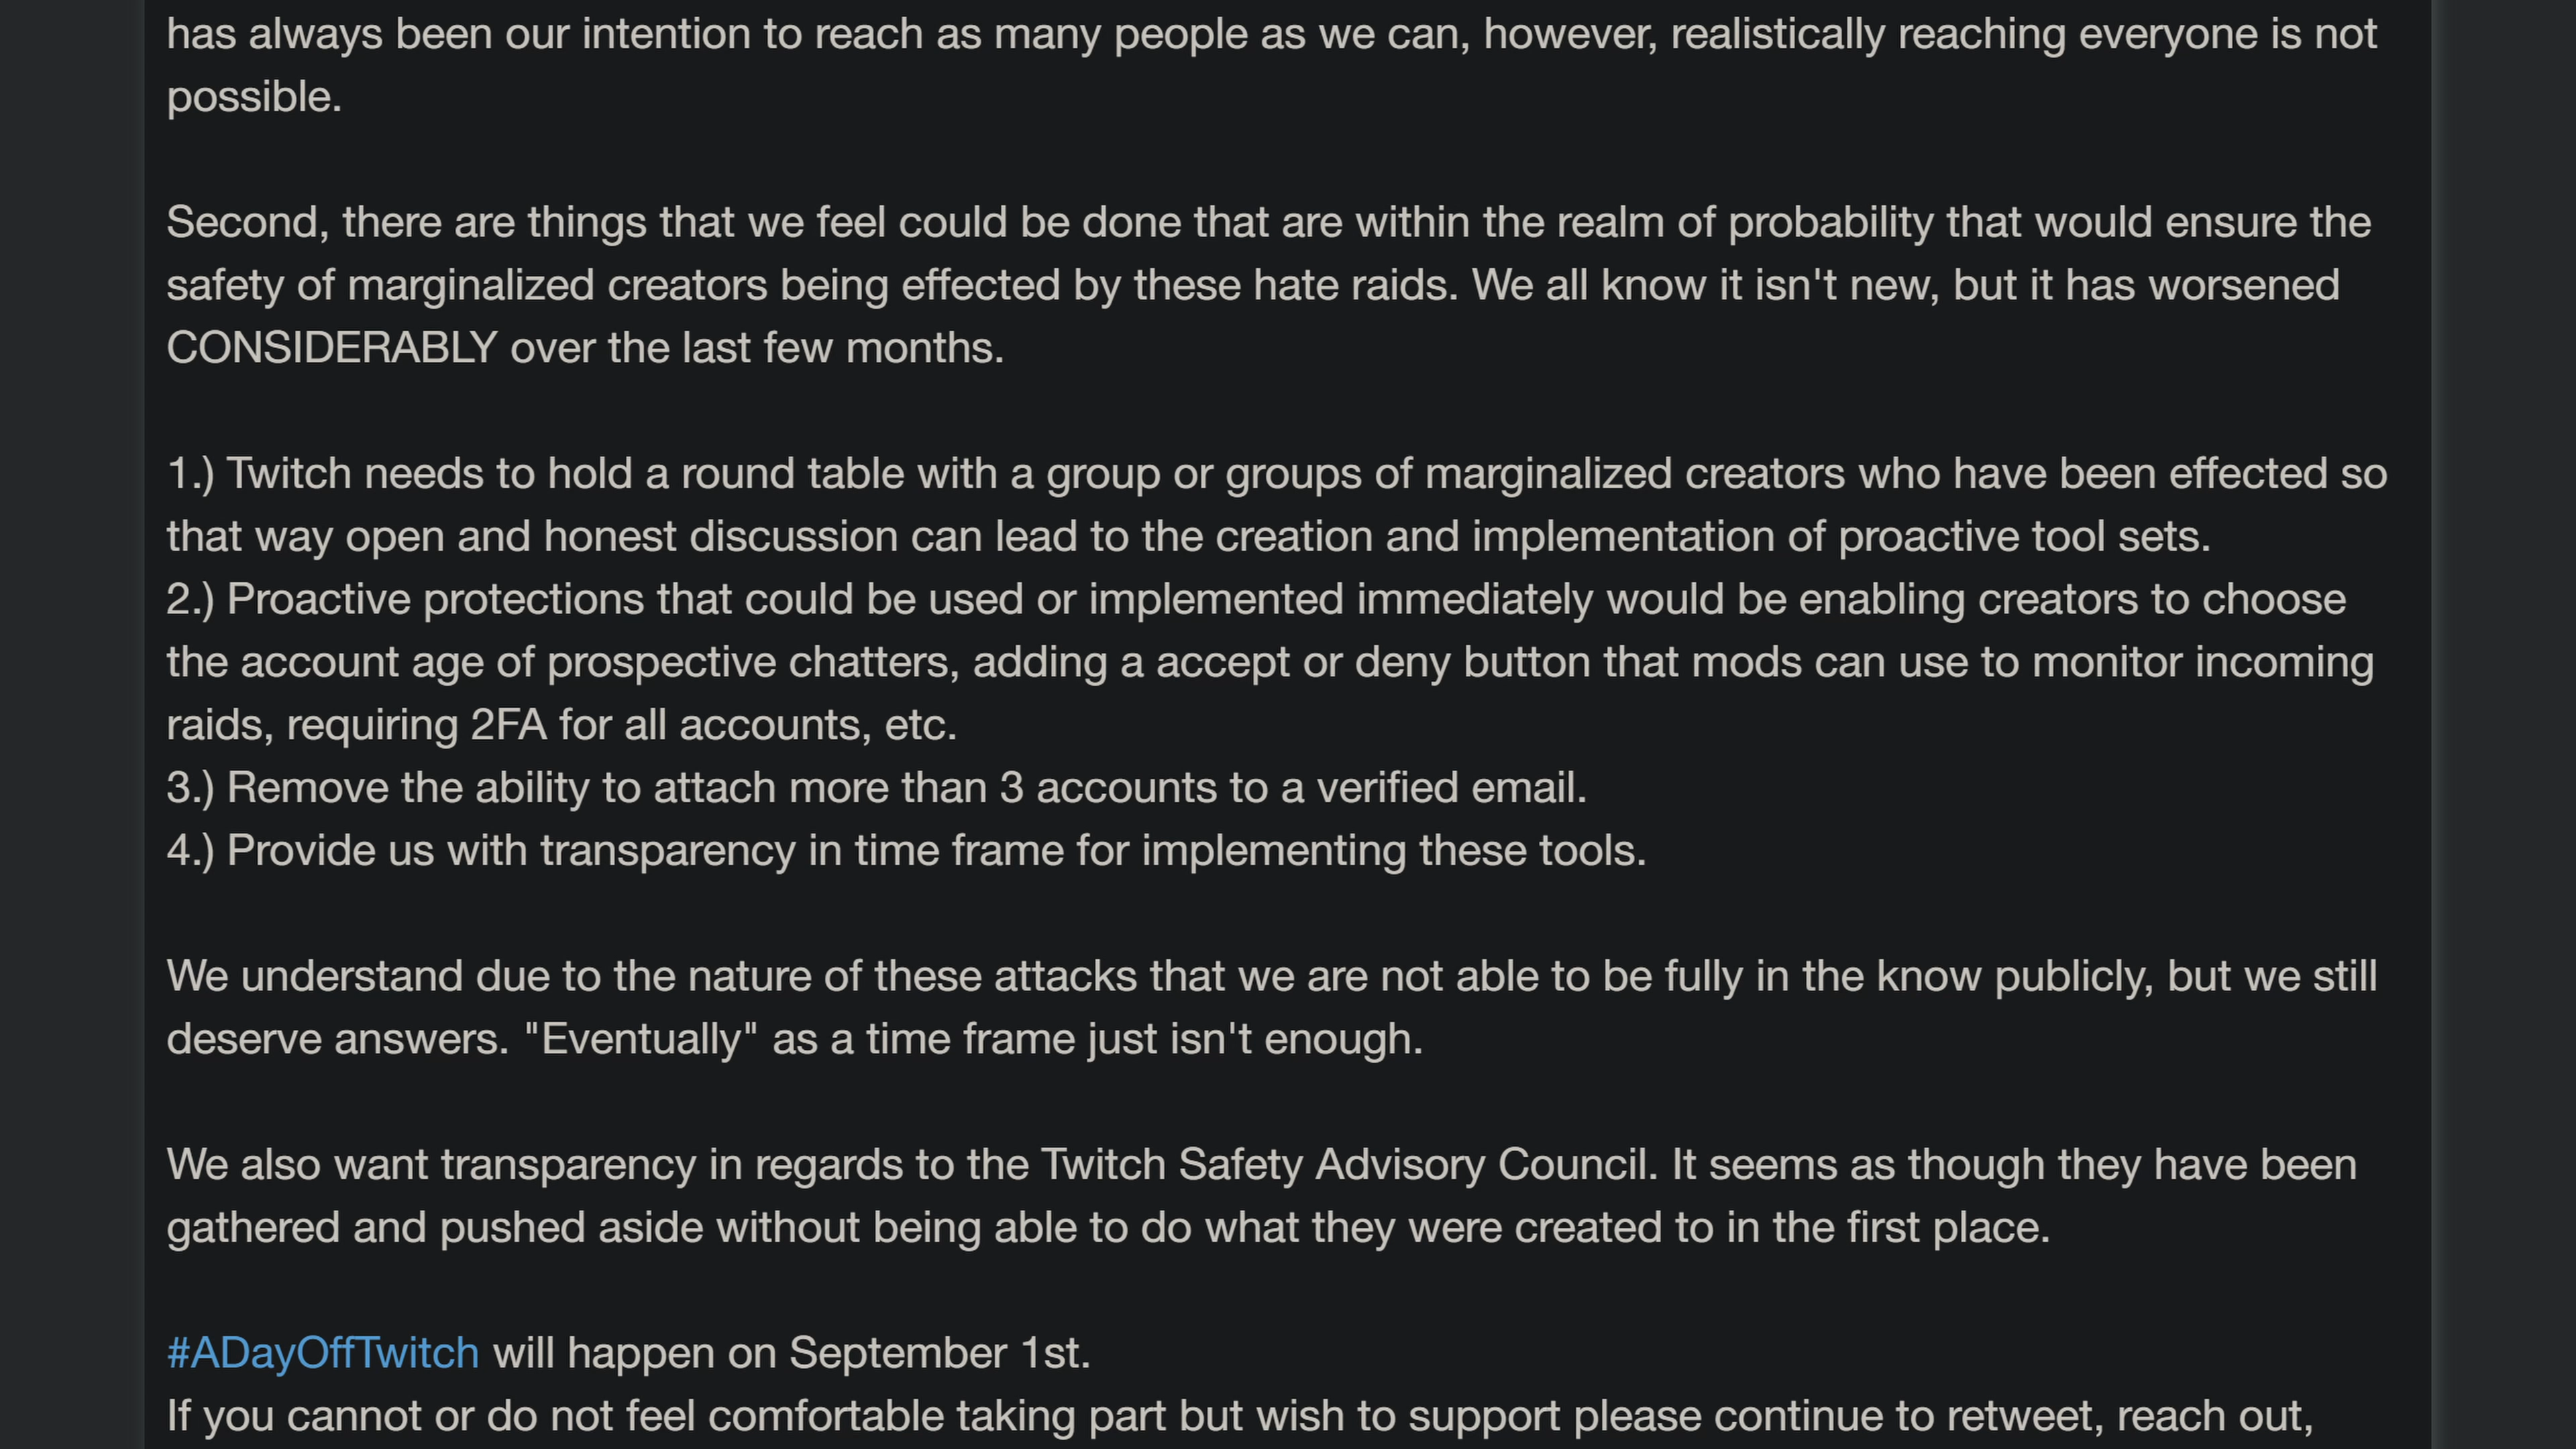 has always been our intention to reach as many people as we can, however, realistically reaching everyone is not
possible.
Second, there are things that we feel could be done that are within the realm of probability that would ensure the
safety of marginalized creators being effected by these hate raids. We all know it isn't new, but it has worsened
CONSIDERABLY over the last few months.
1.) Twitch needs to hold a round table with a group or groups of marginalized creators who have been effected so
that way open and honest discussion can lead to the creation and implementation of proactive tool sets.
2.) Proactive protections that could be used or implemented immediately would be enabling creators to choose
the account age of prospective chatters, adding a accept or deny button that mods can use to monitor incoming
raids, requiring 2FA for all accounts, etc.
3.) Remove the ability to attach more than 3 accounts to a verified email.
4.) Provide us with transparency in time frame for implementing these tools.
We understand due to the nature of these attacks that we are not able to be fully in the know publicly, but we still
deserve answers. "Eventually" as a time frame just isn't enough.
We also want transparency in regards to the Twitch Safety Advisory Council. It seems as though they have been
gathered and pushed aside without being able to do what they were created to in the first place.
#ADayOffTwitch will happen on September 1st.
If you cannot or do not feel comfortable taking part but wish to support please continue to retweet, reach out,